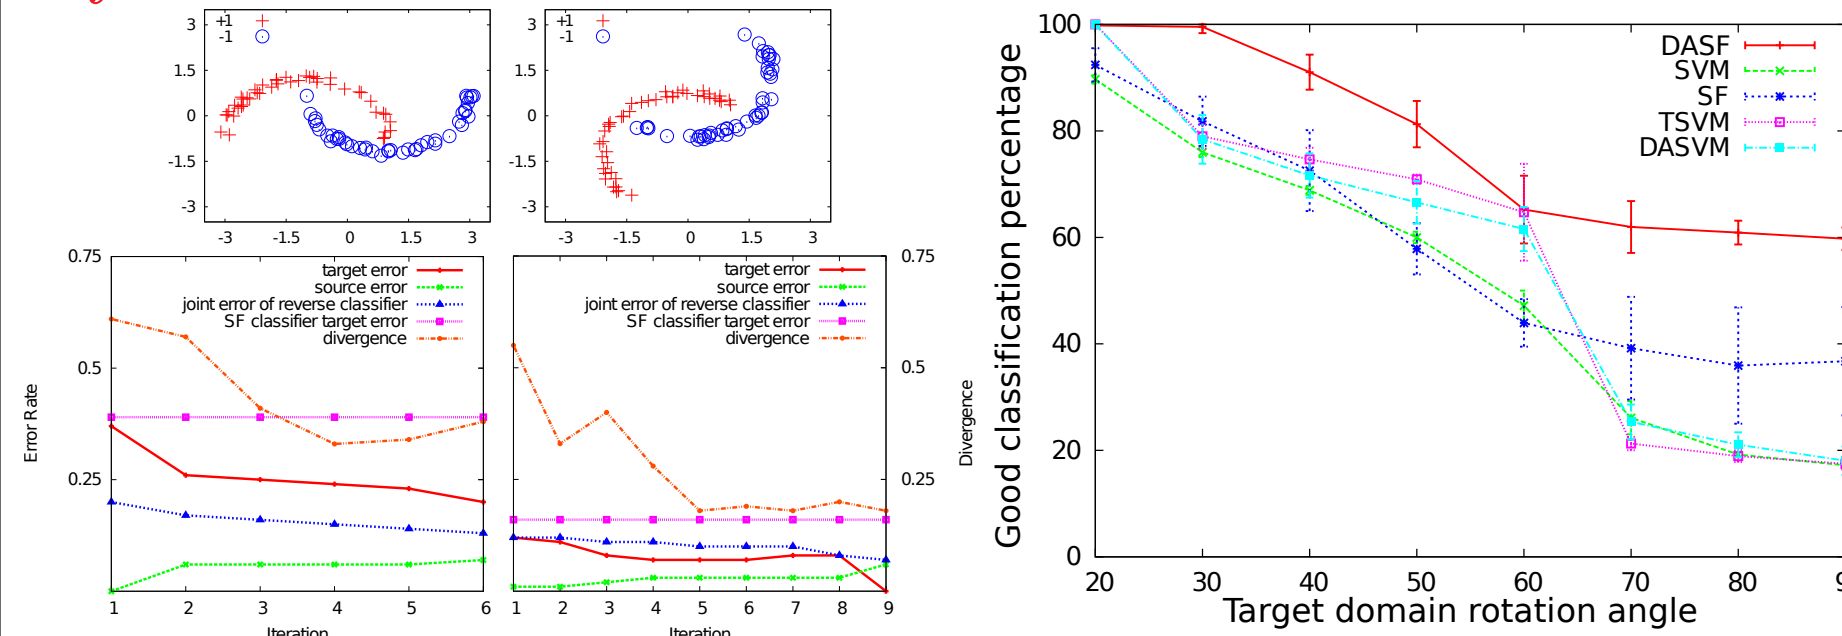 +1
-1
3
1.5
0
-1.5
-3
-3 -1.5 0 1.5 3
+1
-1
3
1.5
0
-1.5
-3
-3 -1.5 0 1.5 3
0.75
0.5
0.25
Error Rate
target error
source error
joint error of reverse classifier
SF classifier target error
divergence
1 2 3 4 5 6
Iteration
target error
source error
joint error of reverse classifier
SF classifier target error
divergence
0.75
0.5
0.25
Divergence
1 2 3 4 5 6 7 8 9
Iteration
Good classification percentage
100
80
60
40
20
0
DASF
SVM
SF
TSVM
DASVM
20 30 40 50 60 70 80 9
Target domain rotation angle